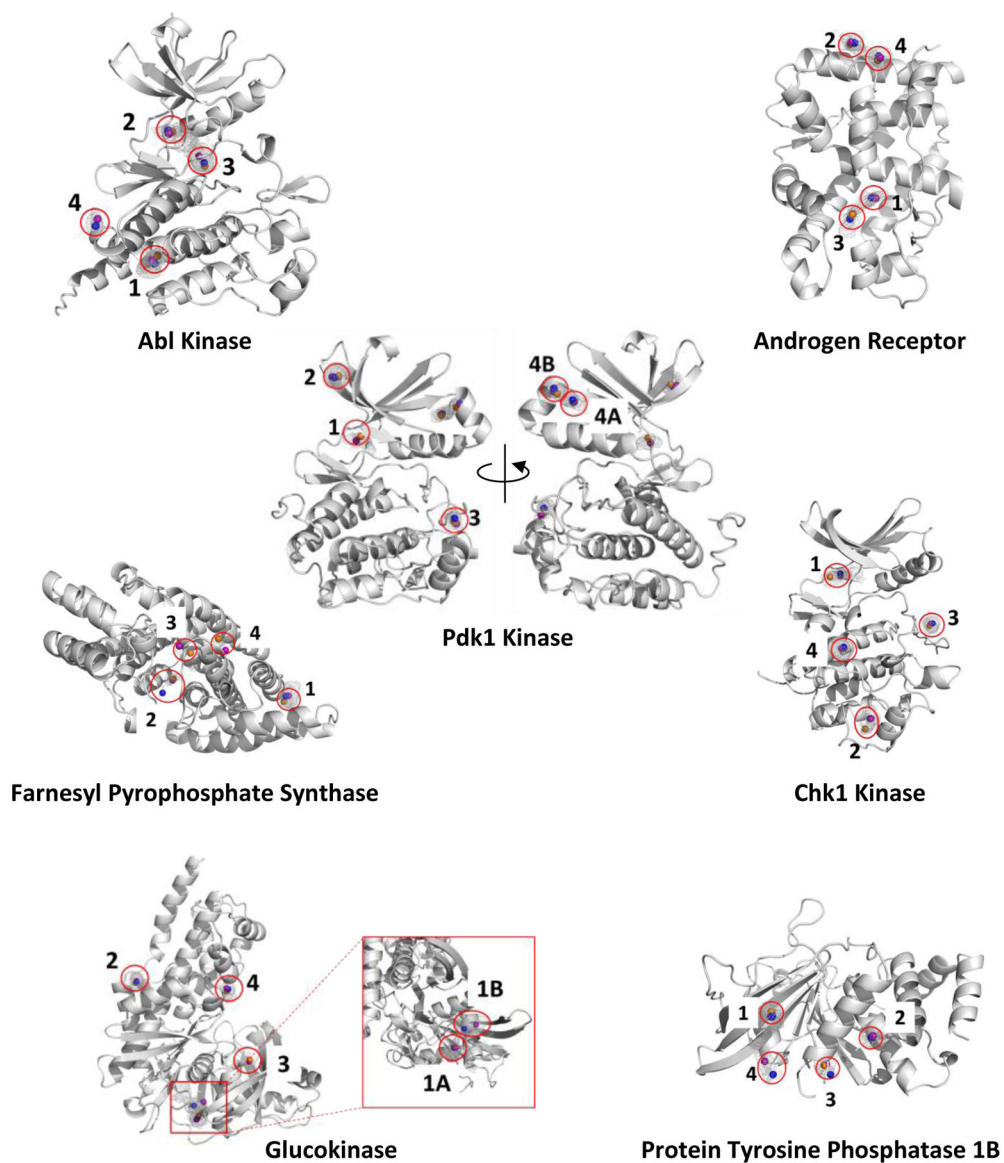 2
3
4
1
Abl Kinase
2
4
1
3
Androgen Receptor
2
1
3
4B
4A
Pdk1 Kinase
3
4
1
2
Farnesyl Pyrophosphate Synthase
1
3
4
2
Chk1 Kinase
2
4
3
1B
1A
Glucokinase
1
2
4
3
Protein Tyrosine Phosphatase 1B